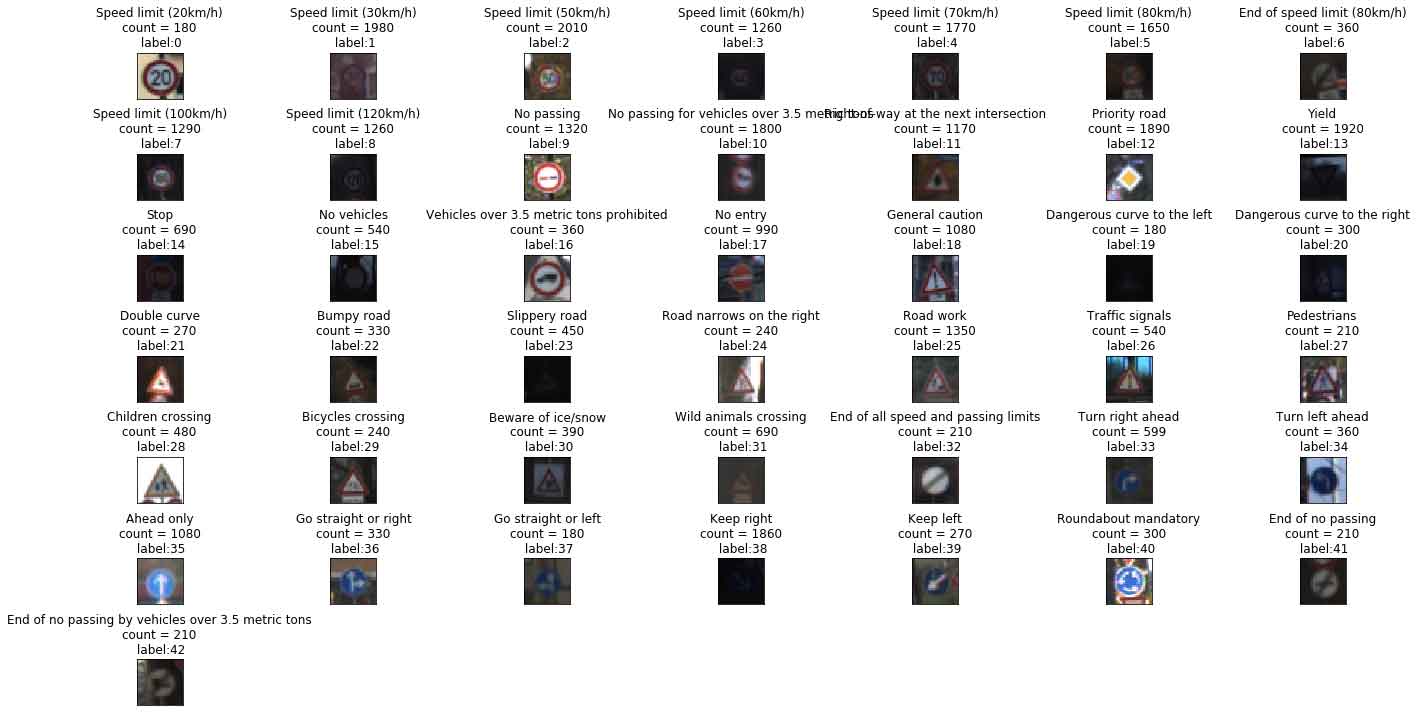 Speed limit (20km/h)
count = 180
label:0
Speed limit (30km/h)
count = 1980
label:1
Speed limit (50km/h)
count = 2010
label:2
Speed limit (60km/h)
count = 1260
label:3
Speed limit (70km/h)
count = 1770
label:4
Speed limit (80km/h)
count = 1650
label:5
End of speed limit (80km/h)
count = 360
label:6
20
50
70
Speed limit (100km/h)
count = 1290
label:7
Speed limit (120km/h)
count = 1260
label:8
No passing
count = 1320
label:9
No passing for vehicles over 3.5 metric tons
count = 1800
label:10
Right-of-way at the next intersection
count = 1170
label:11
Priority road
count = 1890
label:12
Yield
count = 1920
label:13
Stop
count = 690
label:14
No vehicles
count = 540
label:15
Vehicles over 3.5 metric tons prohibited
count = 360
label:16
No entry
count = 990
label:17
General caution
count = 1080
label:18
Dangerous curve to the left
count = 180
label:19
Dangerous curve to the right
count = 300
label:20
Double curve
count = 270
label:21
Bumpy road
count = 330
label:22
Slippery road
count = 450
label:23
Road narrows on the right
count = 240
label:24
Road work
count = 1350
label:25
Traffic signals
count = 540
label:26
Pedestrians
count = 210
label:27
Children crossing
count = 480
label:28
Bicycles crossing
count = 240
label:29
Beware of ice/snow
count = 390
label:30
Wild animals crossing
count = 690
label:31
End of all speed and passing limits
count = 210
label:32
Turn right ahead
count = 599
label:33
Turn left ahead
count = 360
label:34
Ahead only
count = 1080
label:35
Go straight or right
count = 330
label:36
Go straight or left
count = 180
label:37
Keep right
count = 1860
label:38
Keep left
count = 270
label:39
Roundabout mandatory
count = 300
label:40
End of no passing
count = 210
label:41
End of no passing by vehicles over 3.5 metric tons
count = 210
label:42